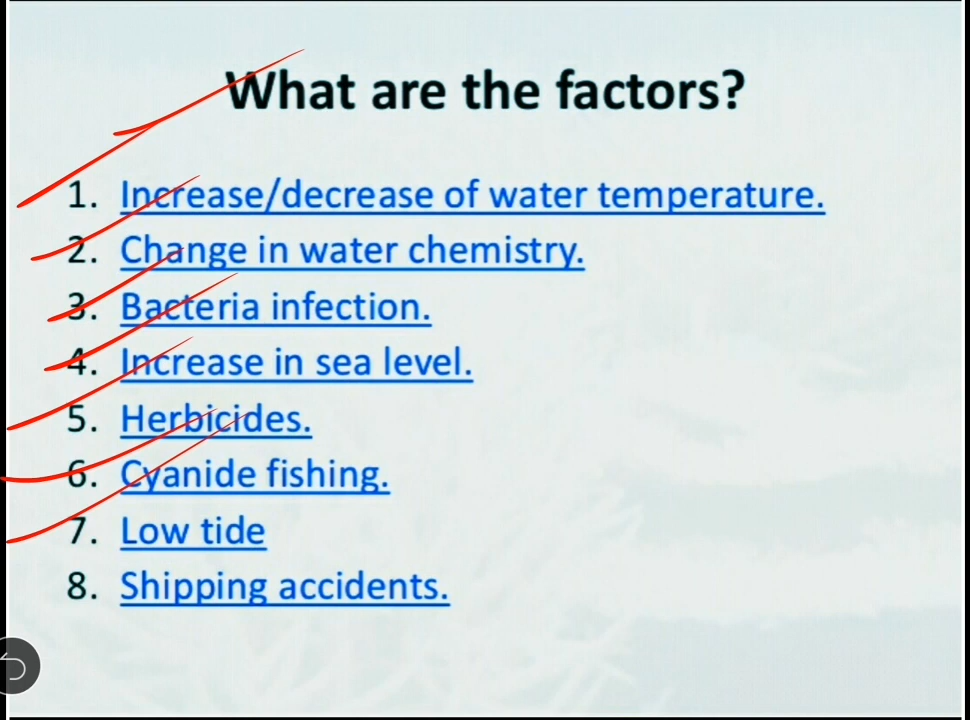 What are the factors?
1. Increase/decrease of water temperature.
2. Change in water chemistry.
3. Bacteria infection.
4. Increase in sea level.
5. Herbicides.
6. Cyanide fishing.
7. Low tide
8. Shipping accidents.